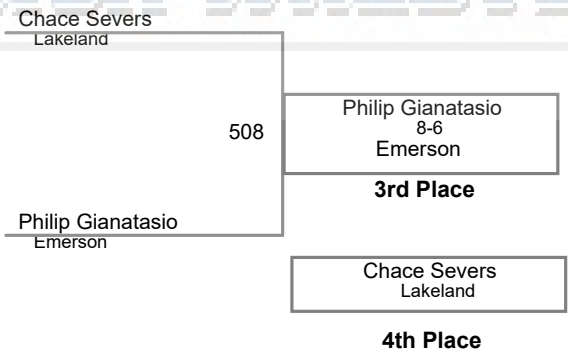 Chace Severs
Lakeland
508
Philip Gianatasio
8-6
Emerson
3rd Place
Philip Gianatasio
Emerson
Chace Severs
Lakeland
4th Place